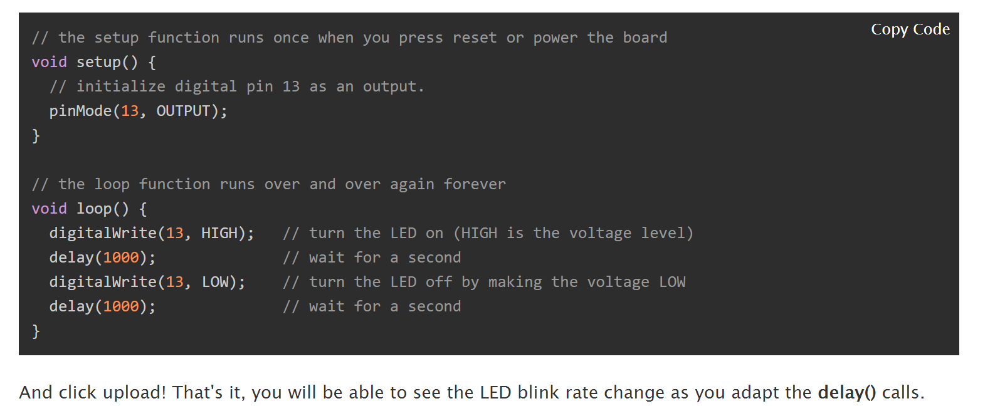 Copy Code
// the setup function runs once when you press reset or power the board
void setup() {
  // initialize digital pin 13 as an output.
  pinMode(13, OUTPUT);
}

// the loop function runs over and over again forever
void loop() {
  digitalWrite(13, HIGH);   // turn the LED on (HIGH is the voltage level)
  delay(1000);              // wait for a second
  digitalWrite(13, LOW);    // turn the LED off by making the voltage LOW
  delay(1000);              // wait for a second
}
And click upload! That's it, you will be able to see the LED blink rate change as you adapt the delay() calls.